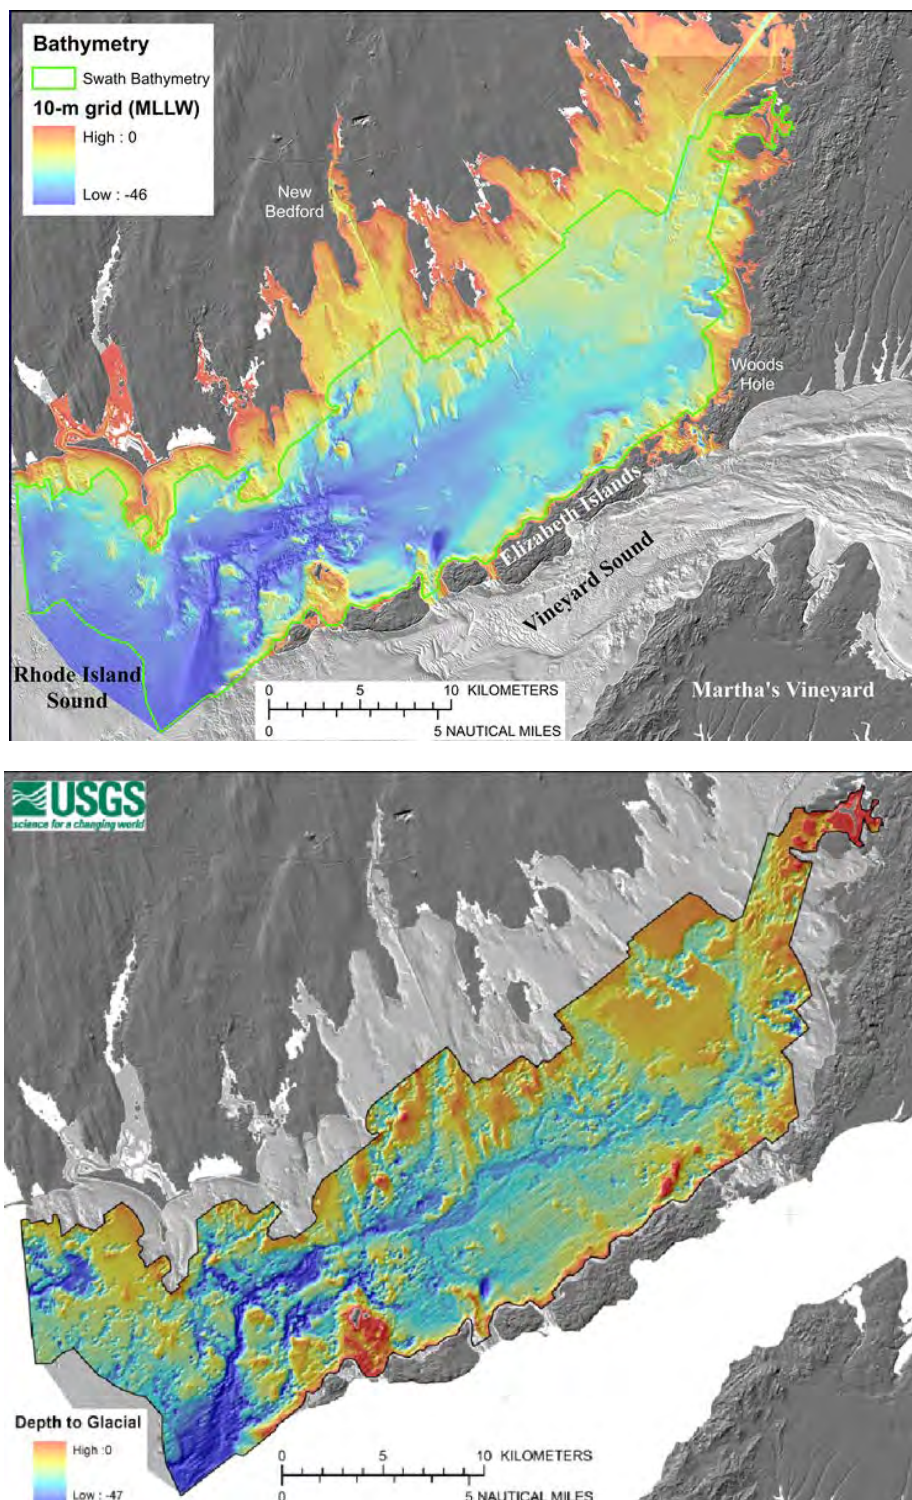 Bathymetry
Swath Bathymetry
10-m grid (MLLW)
High : 0
Low : -46
New
Bedford
Woods
Hole
Elizabeth Islands
Vineyard Sound
Rhode Island
Sound
Martha's Vineyard
0 5 10 KILOMETERS
0 5 NAUTICAL MILES
USGS
science for a changing world
Depth to Glacial
High :0
Low : -47
0 5 10 KILOMETERS
0 5 NAUTICAL MILES